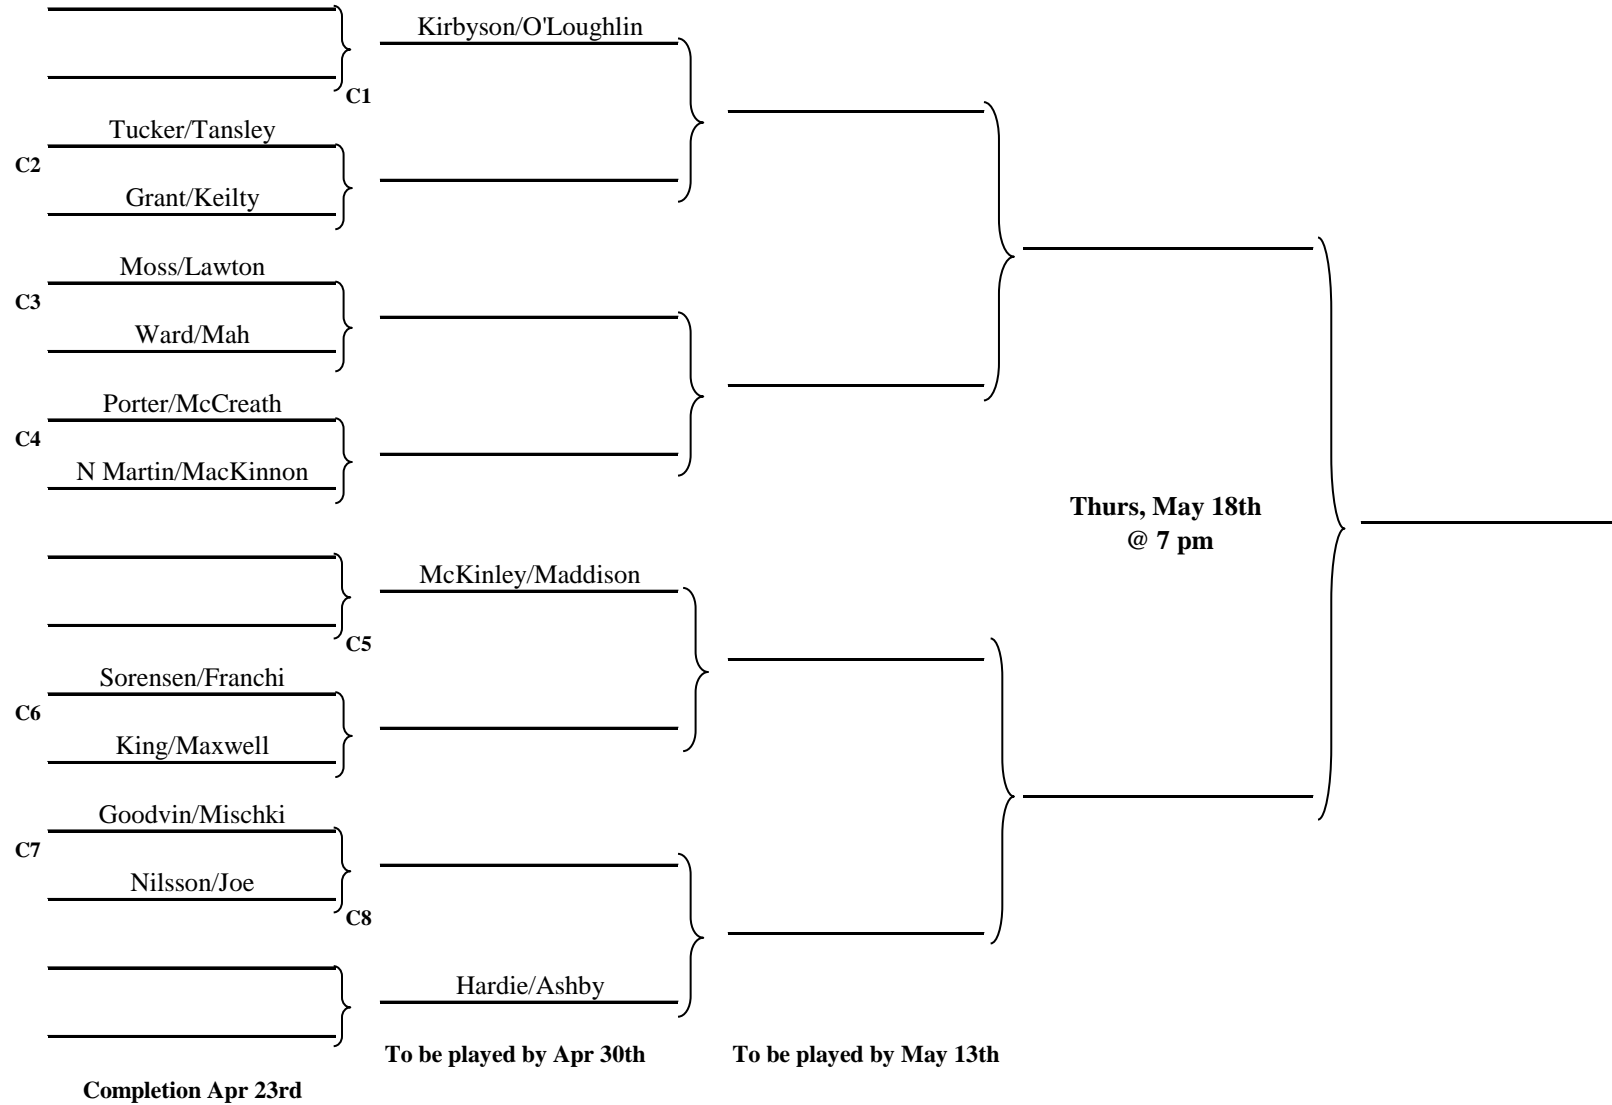 Kirbyson/O'Loughlin
C1
Tucker/Tansley
C2
Grant/Keilty
Moss/Lawton
C3
Ward/Mah
Porter/McCreath
C4
N Martin/MacKinnon
Thurs, May 18th
@ 7 pm
McKinley/Maddison
C5
Sorensen/Franchi
C6
King/Maxwell
Goodvin/Mischki
C7
Nilsson/Joe
C8
Hardie/Ashby
To be played by Apr 30th
To be played by May 13th
Completion Apr 23rd